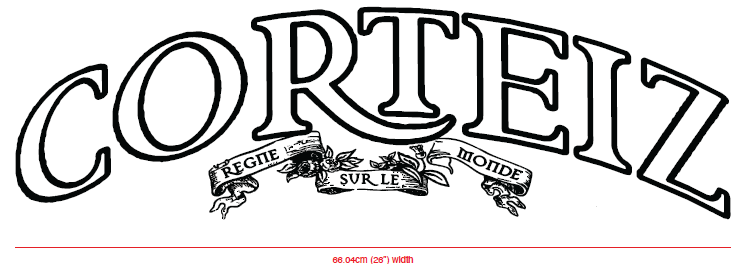 CORTEIZ
REGNE SUR LE MONDE
66.04cm (26") width